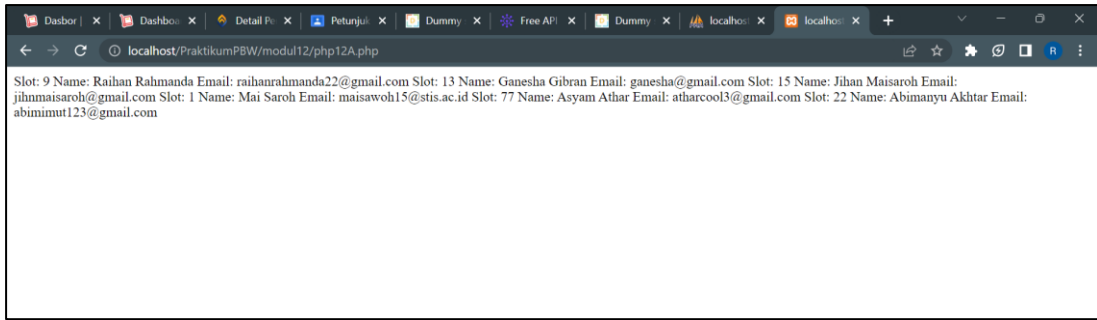 Dasbor |
Dashboa
Detail Pe
Petunjuk
Dummy
Free API
Dummy
localhos
localhos
localhost/PraktikumPBW/modul12/php12A.php
R
Slot: 9 Name: Raihan Rahmanda Email: raihanrahmanda22@gmail.com Slot: 13 Name: Ganesha Gibran Email: ganesha@gmail.com Slot: 15 Name: Jihan Maisaroh Email:
jihnmaisaroh@gmail.com Slot: 1 Name: Mai Saroh Email: maisawoh15@stis.ac.id Slot: 77 Name: Asyam Athar Email: atharcool3@gmail.com Slot: 22 Name: Abimanyu Akhtar Email:
abimimut123@gmail.com